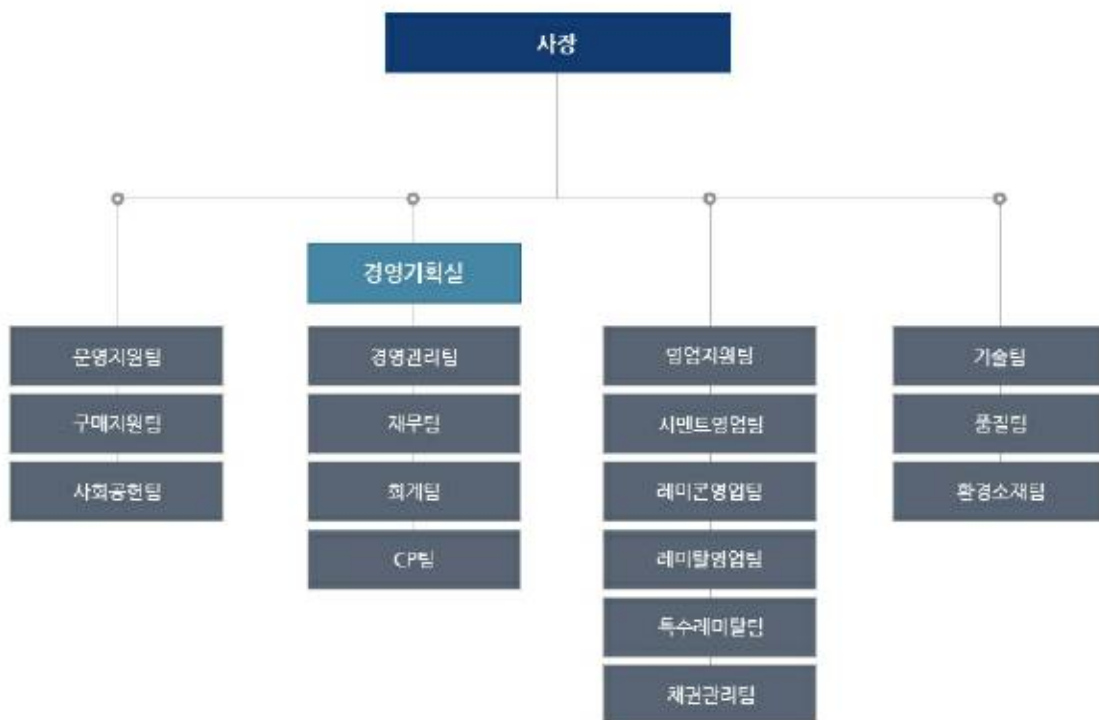 사장
경영기획실
운영지원팀
구매지원팀
사회공헌팀
경영관리팀
재무팀
회계팀
CP팀
영업지원팀
시멘트영업팀
레미콘영업팀
레미탈영업팀
특수레미탈팀
채권관리팀
기술팀
품질팀
환경소재팀